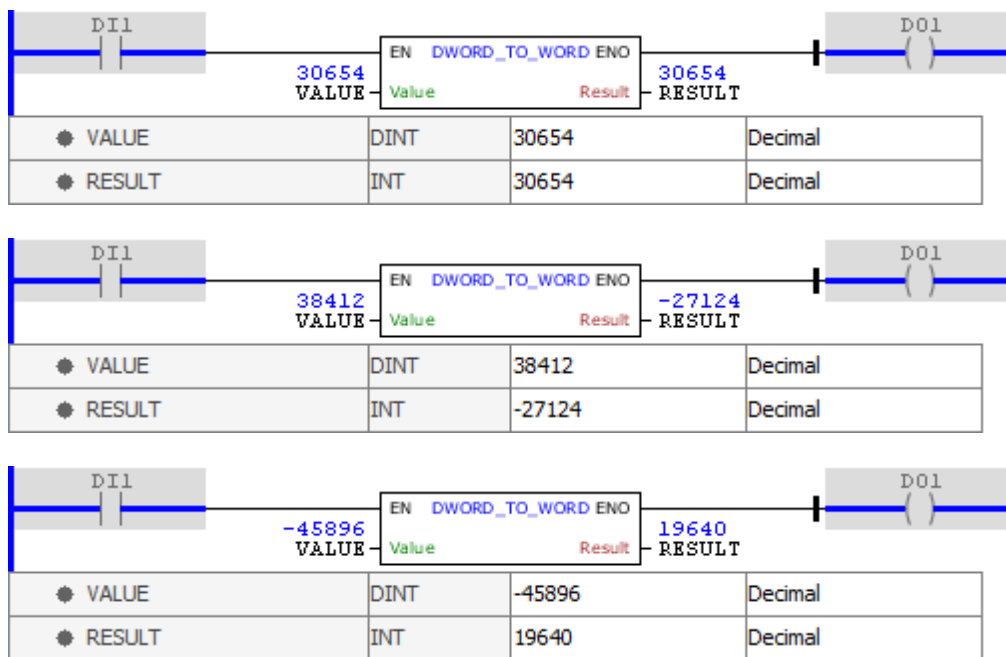 DI1 DO1
EN DWORD_TO_WORD ENO
30654 30654
VALUE Value Result RESULT
VALUE DINT 30654 Decimal
RESULT INT 30654 Decimal
DI1 DO1
EN DWORD_TO_WORD ENO
38412 -27124
VALUE Value Result RESULT
VALUE DINT 38412 Decimal
RESULT INT -27124 Decimal
DI1 DO1
EN DWORD_TO_WORD ENO
-45896 19640
VALUE Value Result RESULT
VALUE DINT -45896 Decimal
RESULT INT 19640 Decimal